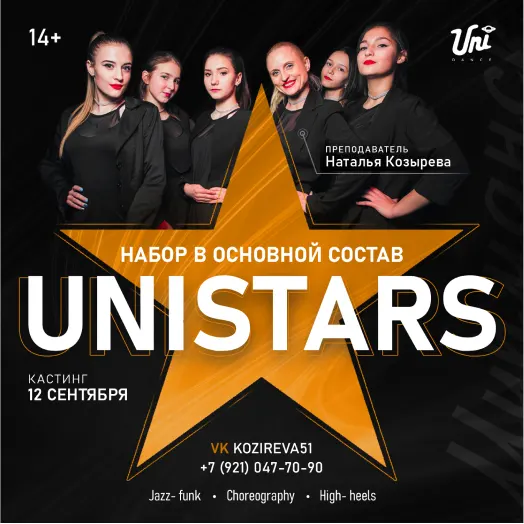 14+
Uni
DANCE
ПРЕПОДАВАТЕЛЬ
Наталья Козырева
НАБОР В ОСНОВНОЙ СОСТАВ
UNISTARS
КАСТИНГ
12 СЕНТЯБРЯ
VK KOZIREVA51
+7 (921) 047-70-90
Jazz- funk • Choreography • High- heels